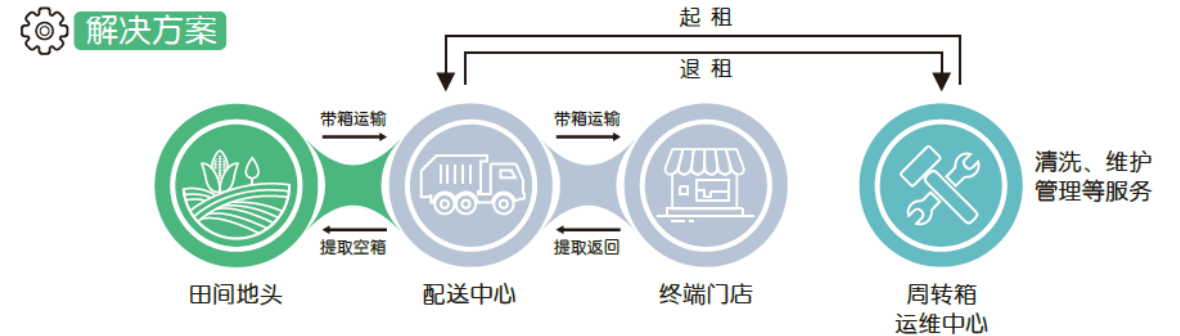 解决方案
起 租
退 租
带箱运输
带箱运输
清洗、维护
管理等服务
提取空箱
提取返回
田间地头
配送中心
终端门店
周转箱
运维中心